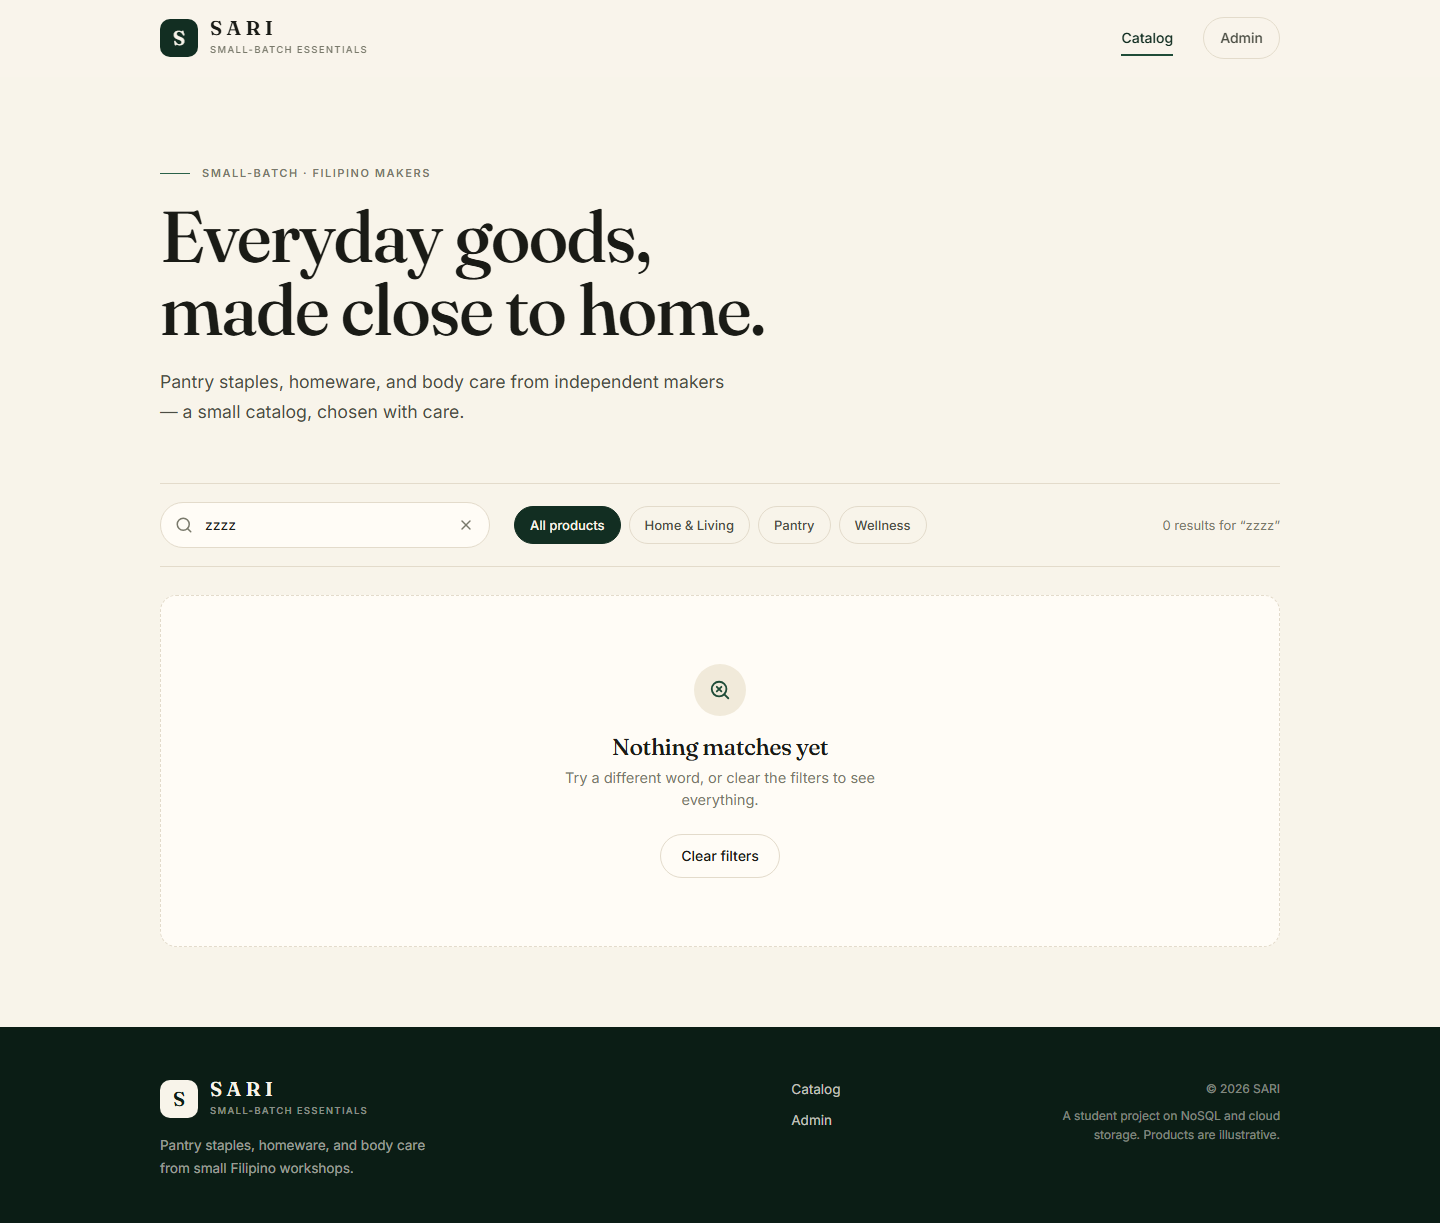 S
SARI
SMALL-BATCH ESSENTIALS
Catalog
Admin
SMALL-BATCH · FILIPINO MAKERS
Everyday goods,
made close to home.
Pantry staples, homeware, and body care from independent makers
— a small catalog, chosen with care.
zzzz
All products
Home & Living
Pantry
Wellness
0 results for “zzzz”
Nothing matches yet
Try a different word, or clear the filters to see
everything.
Clear filters
S
SARI
SMALL-BATCH ESSENTIALS
Pantry staples, homeware, and body care
from small Filipino workshops.
Catalog
Admin
© 2026 SARI
A student project on NoSQL and cloud
storage. Products are illustrative.